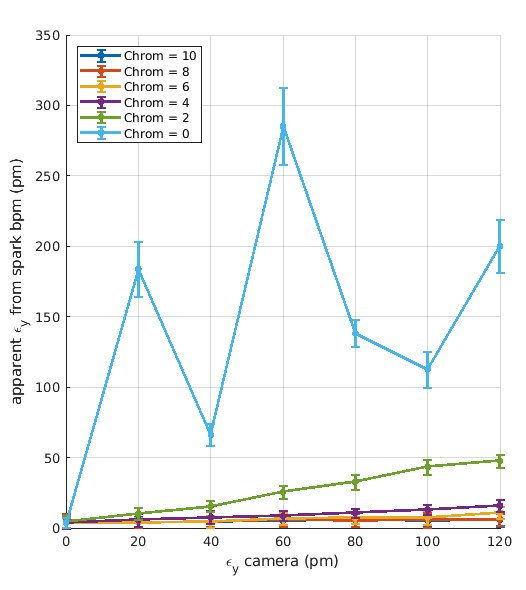 350
300
250
200
150
100
50
0
apparent ϵy from spark bpm (pm)
Chrom = 10
Chrom = 8
Chrom = 6
Chrom = 4
Chrom = 2
Chrom = 0
0 20 40 60 80 100 120
ϵy camera (pm)